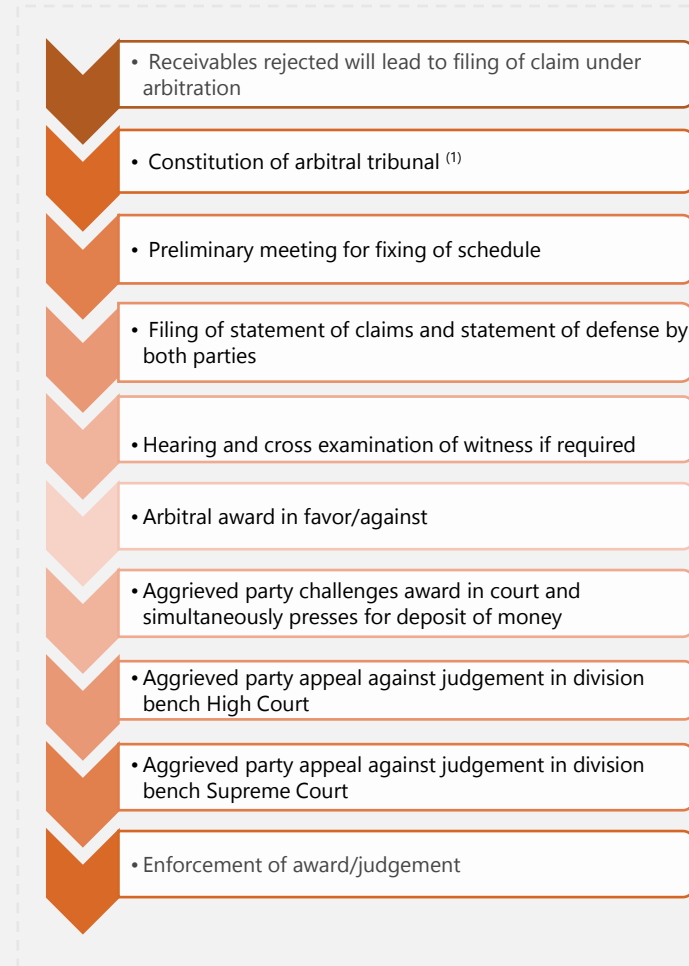 • Receivables rejected will lead to filing of claim under
arbitration
• Constitution of arbitral tribunal (1)
• Preliminary meeting for fixing of schedule
• Filing of statement of claims and statement of defense by
both parties
• Hearing and cross examination of witness if required
• Arbitral award in favor/against
• Aggrieved party challenges award in court and
simultaneously presses for deposit of money
• Aggrieved party appeal against judgement in division
bench High Court
• Aggrieved party appeal against judgement in division
bench Supreme Court
• Enforcement of award/judgement